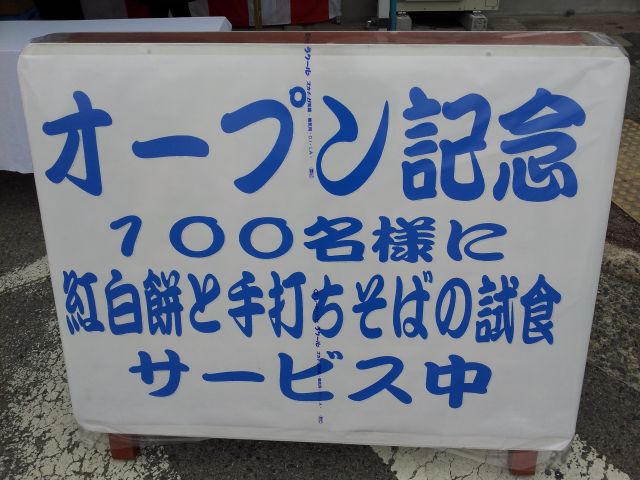 オープン記念
100名様に
紅白餅と手打ちそばの試食
サービス中